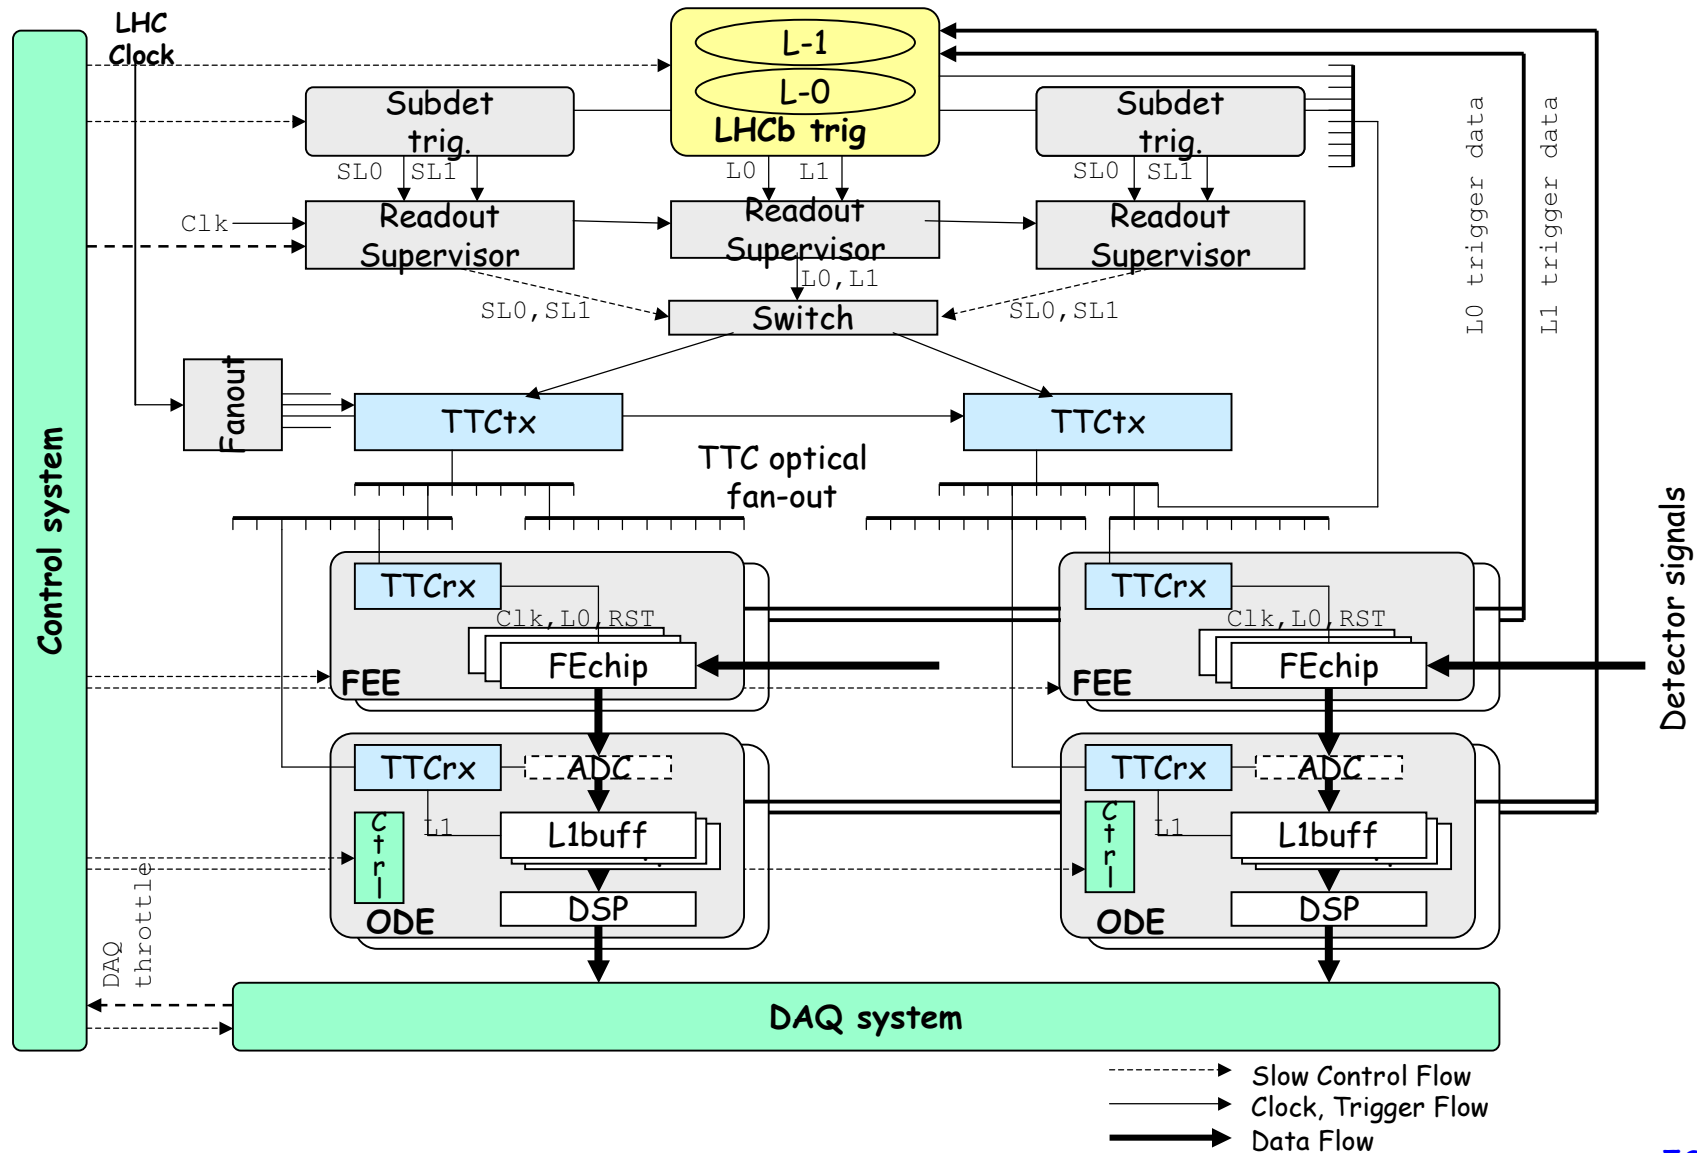 LHC
Clock
L-1
L-0
LHCb trig
Subdet
trig.
Subdet
trig.
SL0
SL1
L0
L1
SL0
SL1
Clk
Readout
Supervisor
Readout
Supervisor
Readout
Supervisor
L0,L1
SL0,SL1
SL0,SL1
Switch
L0 trigger data
L1 trigger data
Fanout
TTCtx
TTCtx
TTC optical
fan-out
Control system
Detector signals
TTCrx
Clk,L0,RST
FEchip
FEE
TTCrx
Clk,L0,RST
FEchip
FEE
TTCrx
ADC
Ctrl
L1
L1buff
DSP
ODE
TTCrx
ADC
Ctrl
L1
L1buff
DSP
ODE
DAQ
throttle
DAQ system
Slow Control Flow
Clock, Trigger Flow
Data Flow